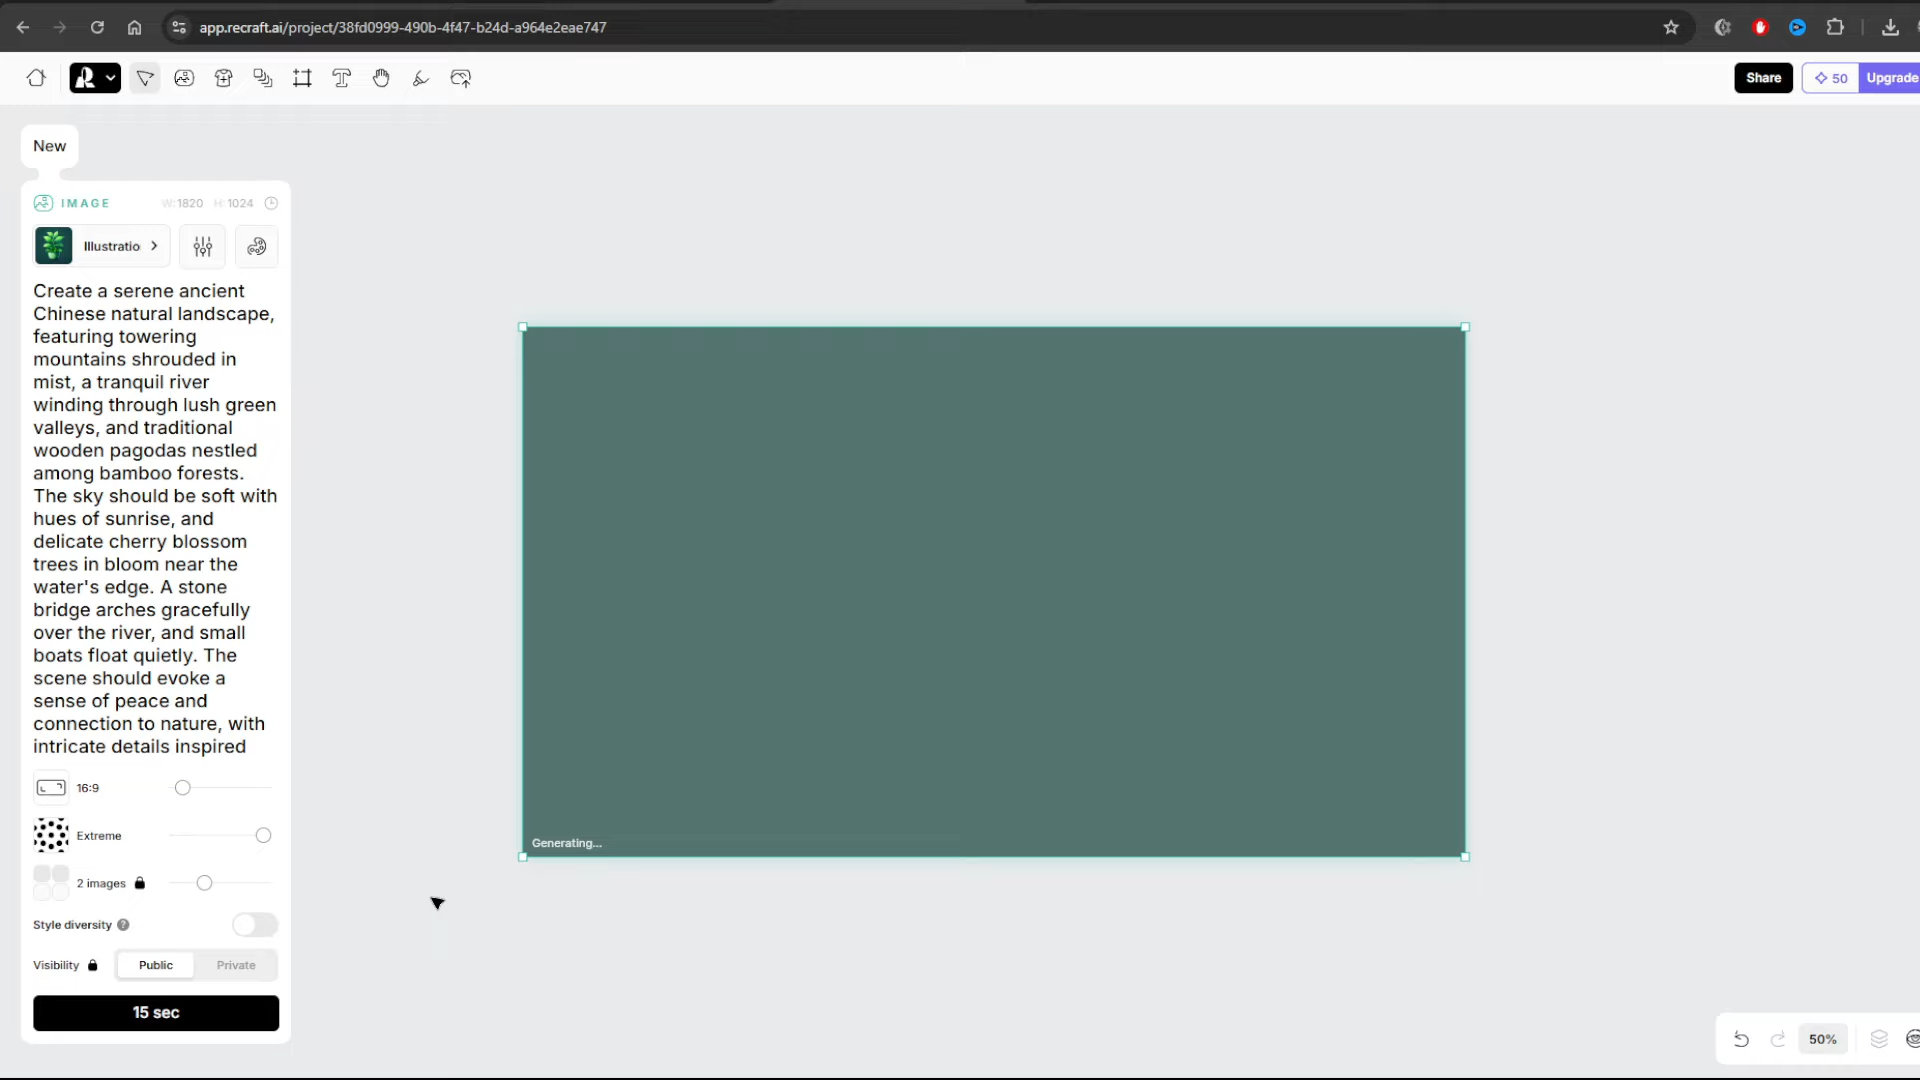 app.recraft.ai/project/38fd0999-490b-4f47-b24d-a964e2eae747
Share
50
Upgrade
New
IMAGE
W:1820 H:1024
Illustratio
Create a serene ancient
Chinese natural landscape,
featuring towering
mountains shrouded in
mist, a tranquil river
winding through lush green
valleys, and traditional
wooden pagodas nestled
among bamboo forests.
The sky should be soft with
hues of sunrise, and
delicate cherry blossom
trees in bloom near the
water's edge. A stone
bridge arches gracefully
over the river, and small
boats float quietly. The
scene should evoke a
sense of peace and
connection to nature, with
intricate details inspired
16:9
Extreme
2 images
Style diversity ?
Visibility
Public
Private
15 sec
Generating...
50%